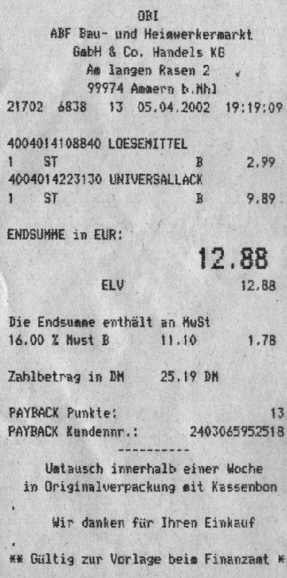 OBI
ABF Bau- und Heimwerkermarkt
GmbH & Co. Handels KG
Am langen Rasen 2
99974 Ammern b.Mhl
21702 6838 13 05.04.2002 19:19:09
4004014108840 LOESEMITTEL
1 ST B 2.99
4004014223130 UNIVERSALLACK
1 ST B 9.89
ENDSUMME in EUR:
12.88
ELV 12.88
Die Endsumme enthält an MwSt
16.00 % Mwst B 11.10 1.78
Zahlbetrag in DM 25.19 DM
PAYBACK Punkte: 13
PAYBACK Kundennr.: 2403065952518
----------
Umtausch innerhalb einer Woche
in Originalverpackung mit Kassenbon
Wir danken für Ihren Einkauf
** Gültig zur Vorlage beim Finanzamt *